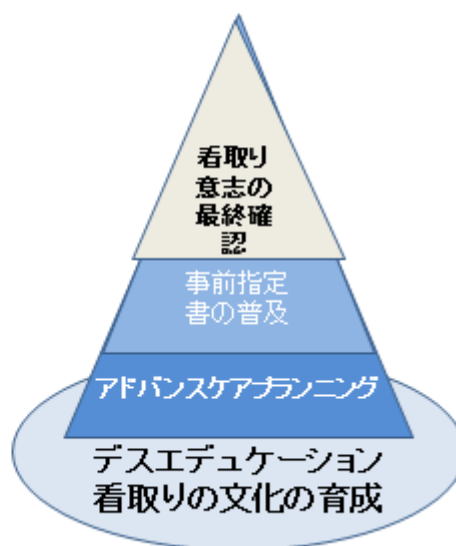 看取り
意志の
最終確
認
事前指定
書の普及
アドバンスケアプランニング
デスエデュケーション
看取りの文化の育成